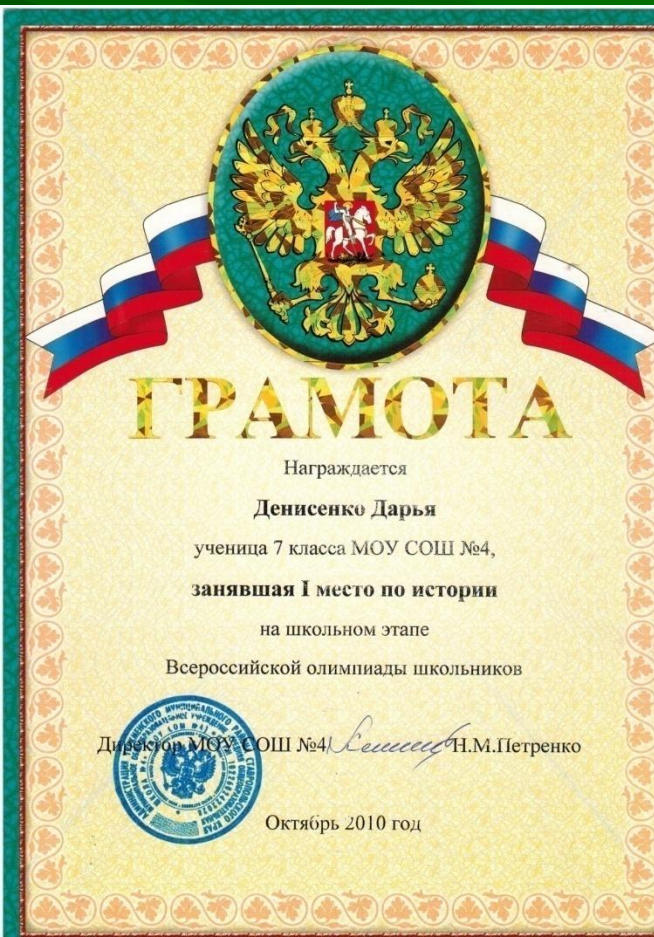 ГРАМОТА
Награждается
Денисенко Дарья
ученица 7 класса МОУ СОШ №4,
занявшая I место по истории
на школьном этапе
Всероссийской олимпиады школьников
Директор МОУ СОШ №4 Н.М.Петренко
Октябрь 2010 год